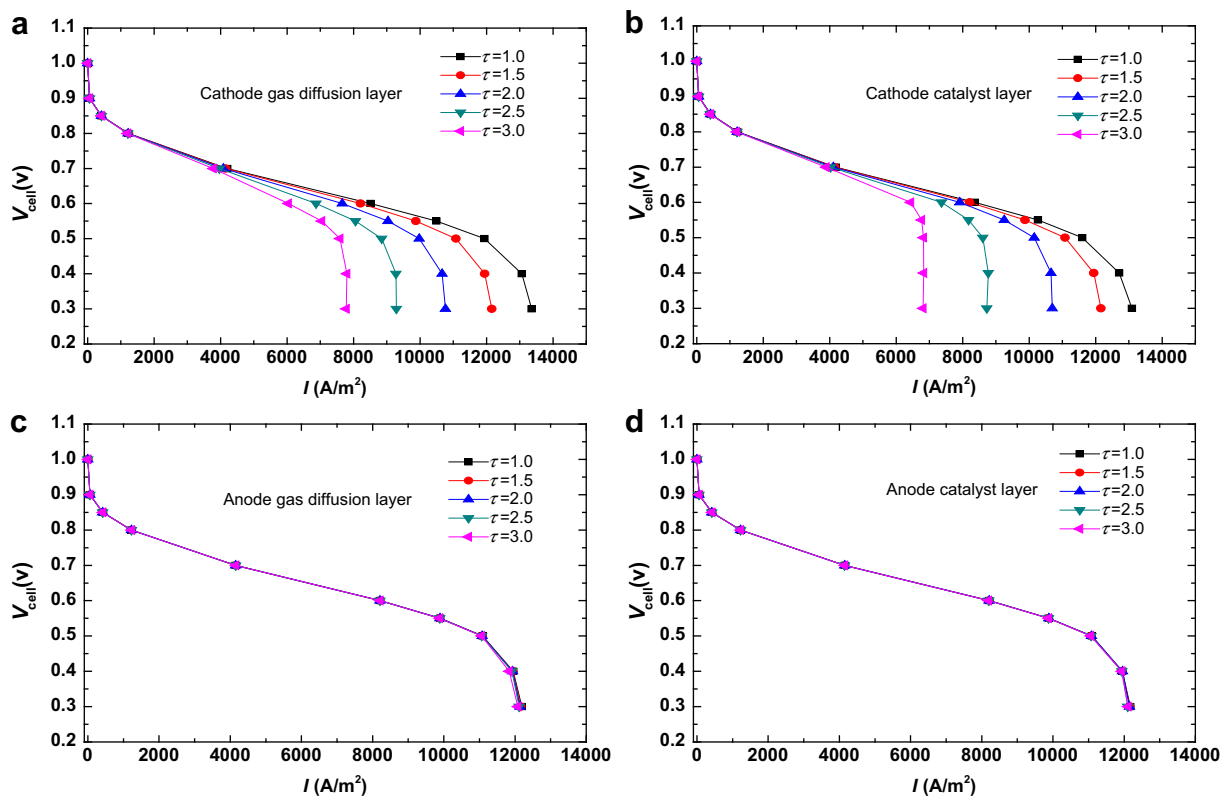 a
1.1
1.0
0.9
0.8
0.7
0.6
0.5
0.4
0.3
0.2
V_cell(v)
τ=1.0
τ=1.5
τ=2.0
τ=2.5
τ=3.0
Cathode gas diffusion layer
0 2000 4000 6000 8000 10000 12000 14000
I (A/m²)
b
1.1
1.0
0.9
0.8
0.7
0.6
0.5
0.4
0.3
0.2
V_cell(v)
τ=1.0
τ=1.5
τ=2.0
τ=2.5
τ=3.0
Cathode catalyst layer
0 2000 4000 6000 8000 10000 12000 14000
I (A/m²)
c
1.1
1.0
0.9
0.8
0.7
0.6
0.5
0.4
0.3
0.2
V_cell(v)
τ=1.0
τ=1.5
τ=2.0
τ=2.5
τ=3.0
Anode gas diffusion layer
0 2000 4000 6000 8000 10000 12000 14000
I (A/m²)
d
1.1
1.0
0.9
0.8
0.7
0.6
0.5
0.4
0.3
0.2
V_cell(v)
τ=1.0
τ=1.5
τ=2.0
τ=2.5
τ=3.0
Anode catalyst layer
0 2000 4000 6000 8000 10000 12000 14000
I (A/m²)